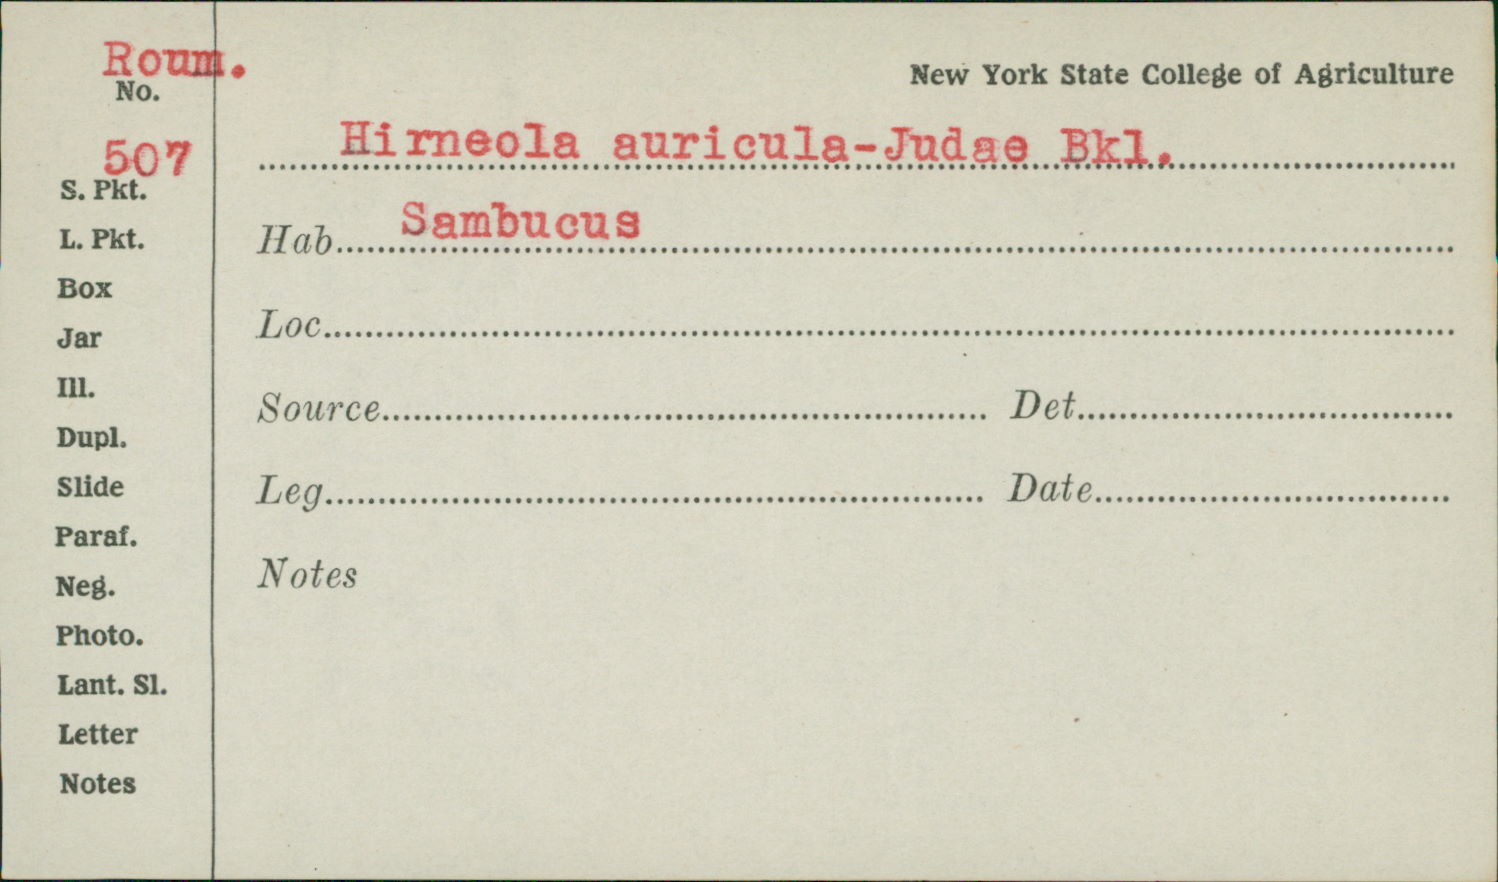 Roum.
No.
507
S. Pkt.
L. Pkt.
Box
Jar
Ill.
Dupl.
Slide
Paraf.
Neg.
Photo.
Lant. Sl.
Letter
Notes
New York State College of Agriculture
Hirneola auricula-Judae Bkl.
Hab. Sambucus
Loc.
Source
Det.
Leg.
Date
Notes